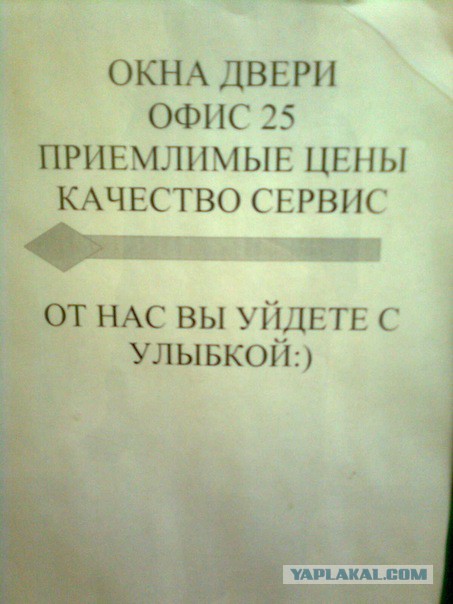 ОКНА ДВЕРИ
ОФИС 25
ПРИЕМЛИМЫЕ ЦЕНЫ
КАЧЕСТВО СЕРВИС
ОТ НАС ВЫ УЙДЕТЕ С
УЛЫБКОЙ:)
YAPLAKAL.COM